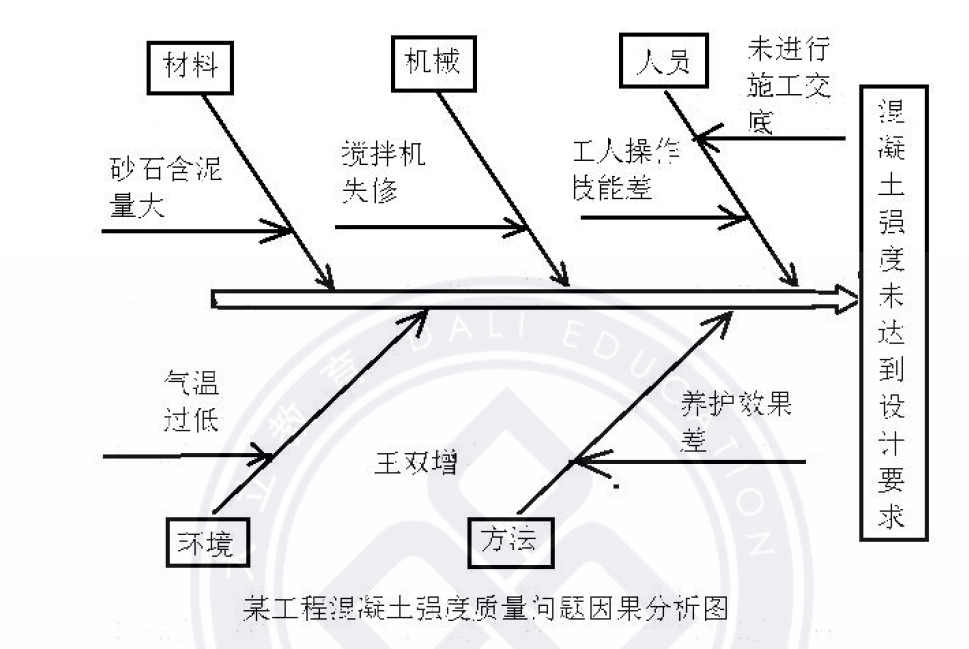 材料
机械
人员
未进行
施工交
底
砂石含泥
量大
搅拌机
失修
工人操作
技能差
混凝土强度未达到设计要求
DALI EDUCATION
气温
过低
王双增
养护效果
差
环境
方法
某工程混凝土强度质量问题因果分析图